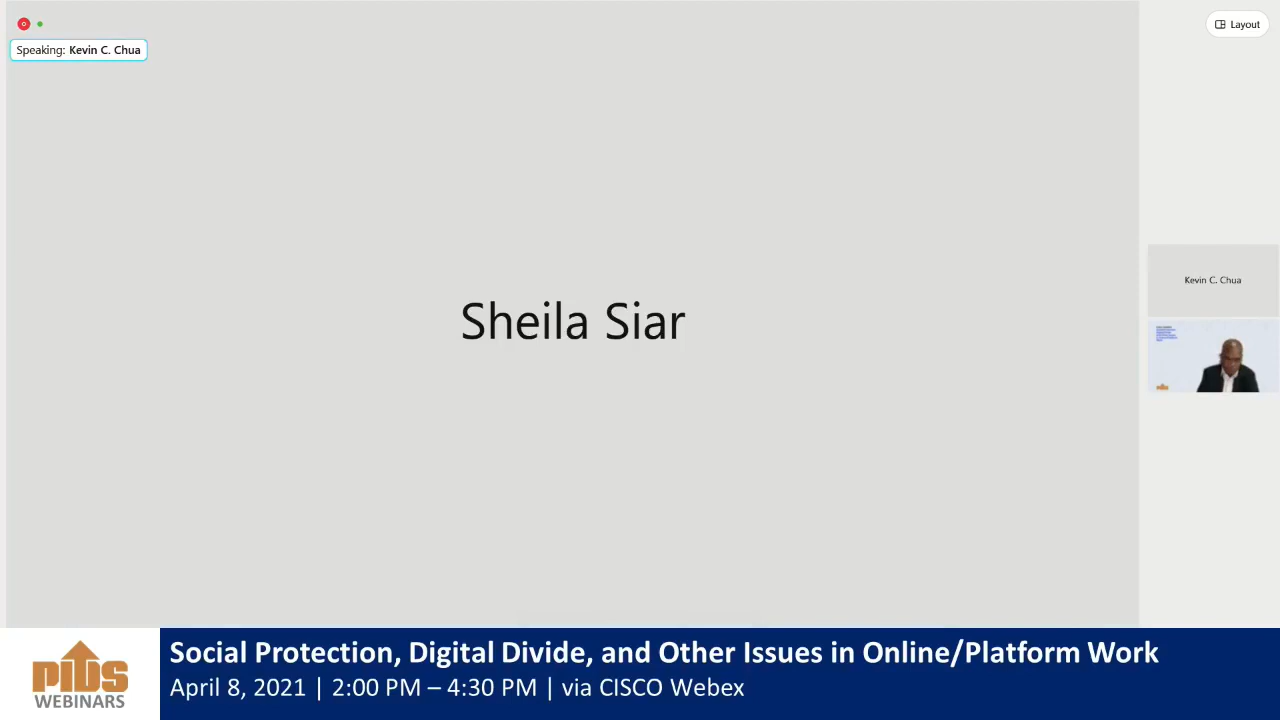 Layout
Speaking: Kevin C. Chua
Sheila Siar
Kevin C. Chua
pids
WEBINARS
Social Protection, Digital Divide, and Other Issues in Online/Platform Work
April 8, 2021 | 2:00 PM – 4:30 PM | via CISCO Webex